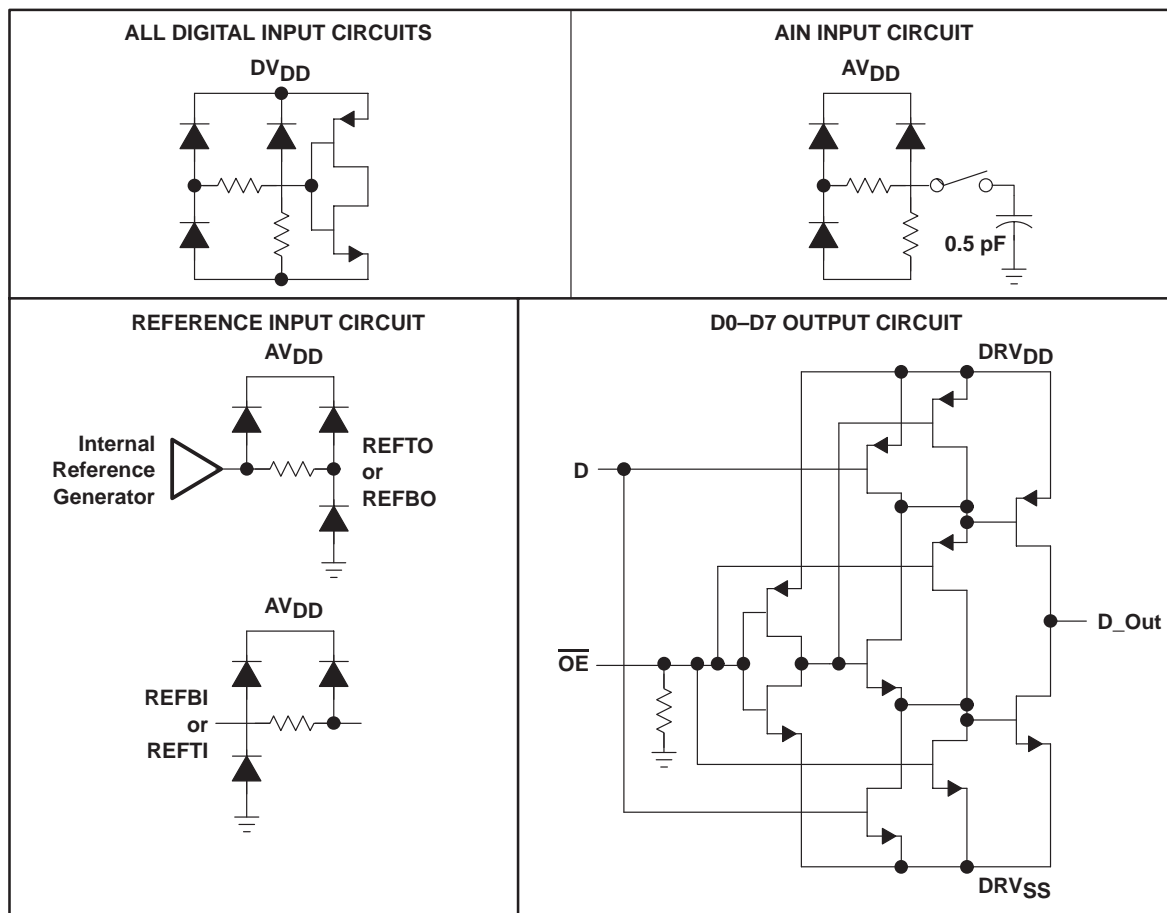 ALL DIGITAL INPUT CIRCUITS
DVDD
AIN INPUT CIRCUIT
AVDD
0.5 pF
REFERENCE INPUT CIRCUIT
AVDD
Internal
Reference
Generator
REFTO
or
REFBO
AVDD
REFBI
or
REFTI
D0–D7 OUTPUT CIRCUIT
DRVDD
D
D_Out
OE
DRVSS